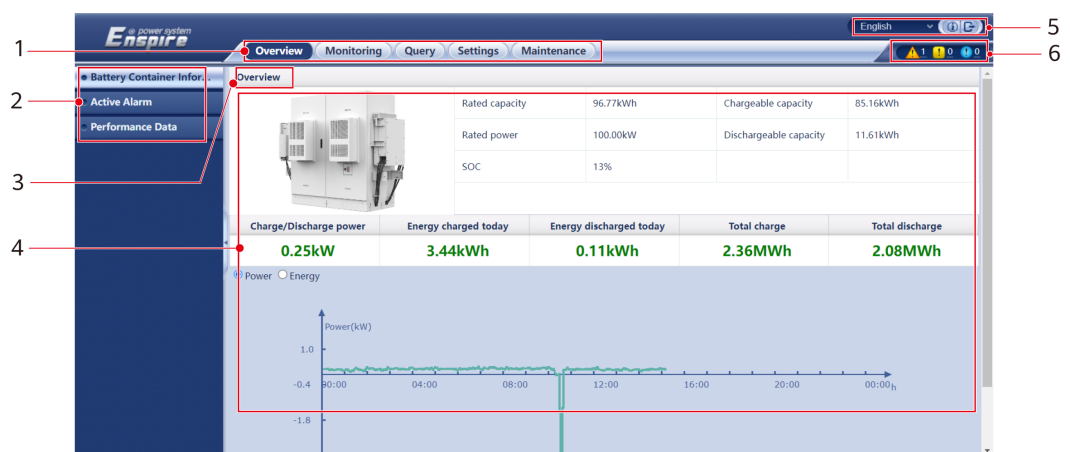 e power system
Enspire
English
Overview Monitoring Query Settings Maintenance
1 0 0
Battery Container Infor...
Active Alarm
Performance Data
Overview
Rated capacity 96.77kWh Chargeable capacity 85.16kWh
Rated power 100.00kW Dischargeable capacity 11.61kWh
SOC 13%
Charge/Discharge power Energy charged today Energy discharged today Total charge Total discharge
0.25kW 3.44kWh 0.11kWh 2.36MWh 2.08MWh
Power Energy
Power(kW)
1.0
-0.4 00:00 04:00 08:00 12:00 16:00 20:00 00:00 h
-1.8
1
2
3
4
5
6